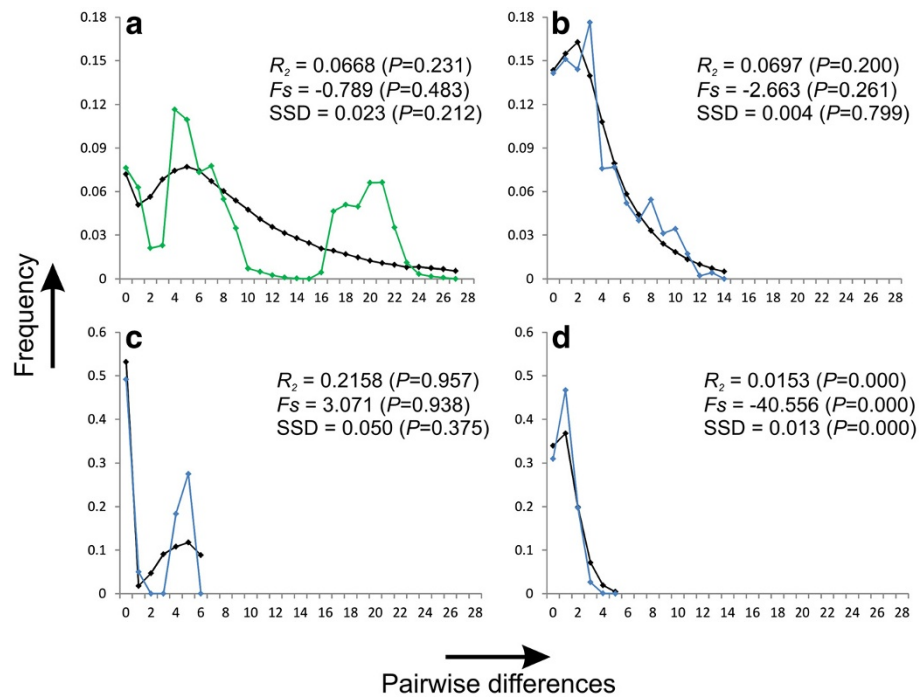 a
R2 = 0.0668 (P=0.231)
Fs = -0.789 (P=0.483)
SSD = 0.023 (P=0.212)
0.18
0.15
0.12
0.09
0.06
0.03
0
0 2 4 6 8 10 12 14 16 18 20 22 24 26 28
b
R2 = 0.0697 (P=0.200)
Fs = -2.663 (P=0.261)
SSD = 0.004 (P=0.799)
0.18
0.15
0.12
0.09
0.06
0.03
0
0 2 4 6 8 10 12 14 16 18 20 22 24 26 28
Frequency
c
R2 = 0.2158 (P=0.957)
Fs = 3.071 (P=0.938)
SSD = 0.050 (P=0.375)
0.6
0.5
0.4
0.3
0.2
0.1
0
0 2 4 6 8 10 12 14 16 18 20 22 24 26 28
d
R2 = 0.0153 (P=0.000)
Fs = -40.556 (P=0.000)
SSD = 0.013 (P=0.000)
0.6
0.5
0.4
0.3
0.2
0.1
0
0 2 4 6 8 10 12 14 16 18 20 22 24 26 28
Pairwise differences